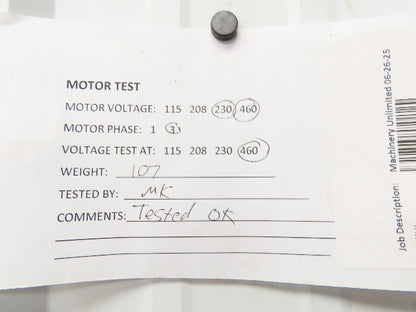 MOTOR TEST
MOTOR VOLTAGE: 115 208 230 460
MOTOR PHASE: 1 3
VOLTAGE TEST AT: 115 208 230 460
WEIGHT: 107
TESTED BY: MK
COMMENTS: Tested OK
Job Description: Machinery Unlimited 06-26-25